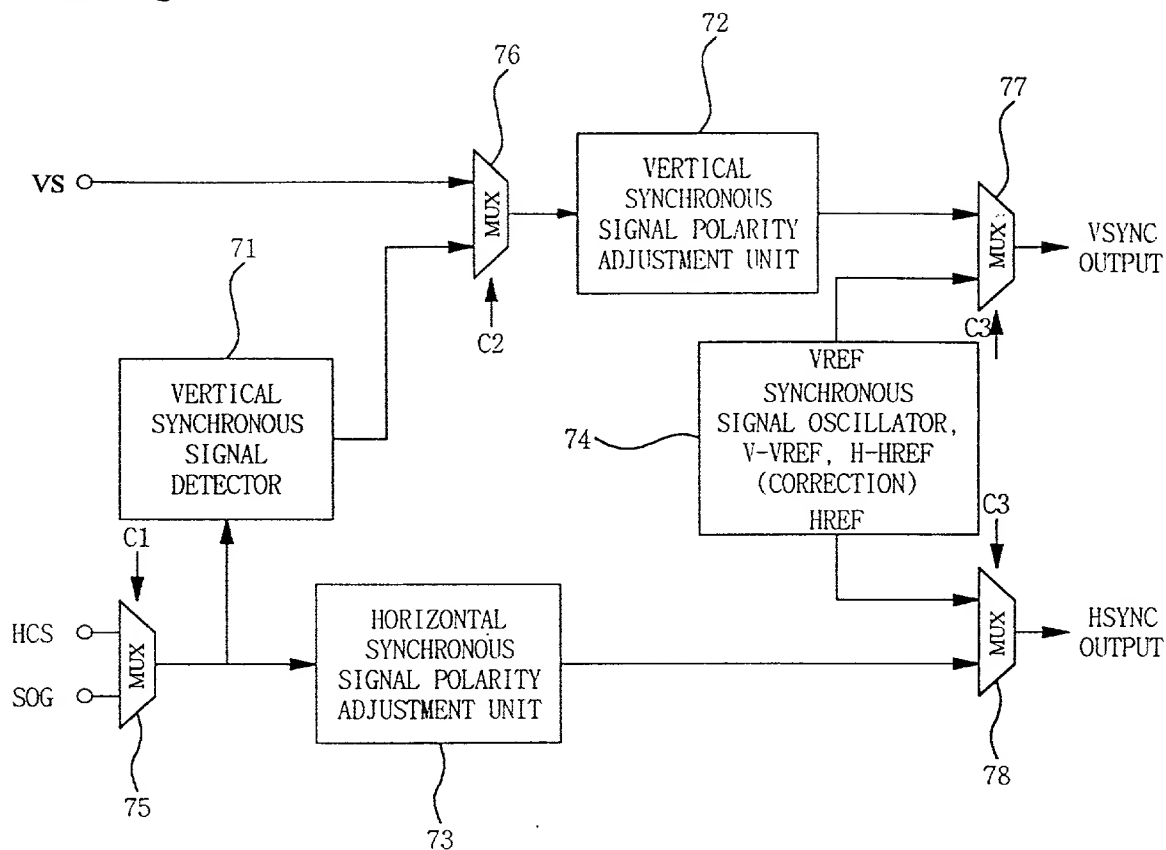 72
76
77
VS
MUX
VERTICAL
SYNCHRONOUS
SIGNAL POLARITY
ADJUSTMENT UNIT
MUX
VSYNC
OUTPUT
71
C2
C3
VERTICAL
SYNCHRONOUS
SIGNAL
DETECTOR
VREF
SYNCHRONOUS
SIGNAL OSCILLATOR,
V-VREF, H-HREF
(CORRECTION)
HREF
74
C1
C3
HCS
SOG
MUX
HORIZONTAL
SYNCHRONOUS
SIGNAL POLARITY
ADJUSTMENT UNIT
MUX
HSYNC
OUTPUT
75
73
78